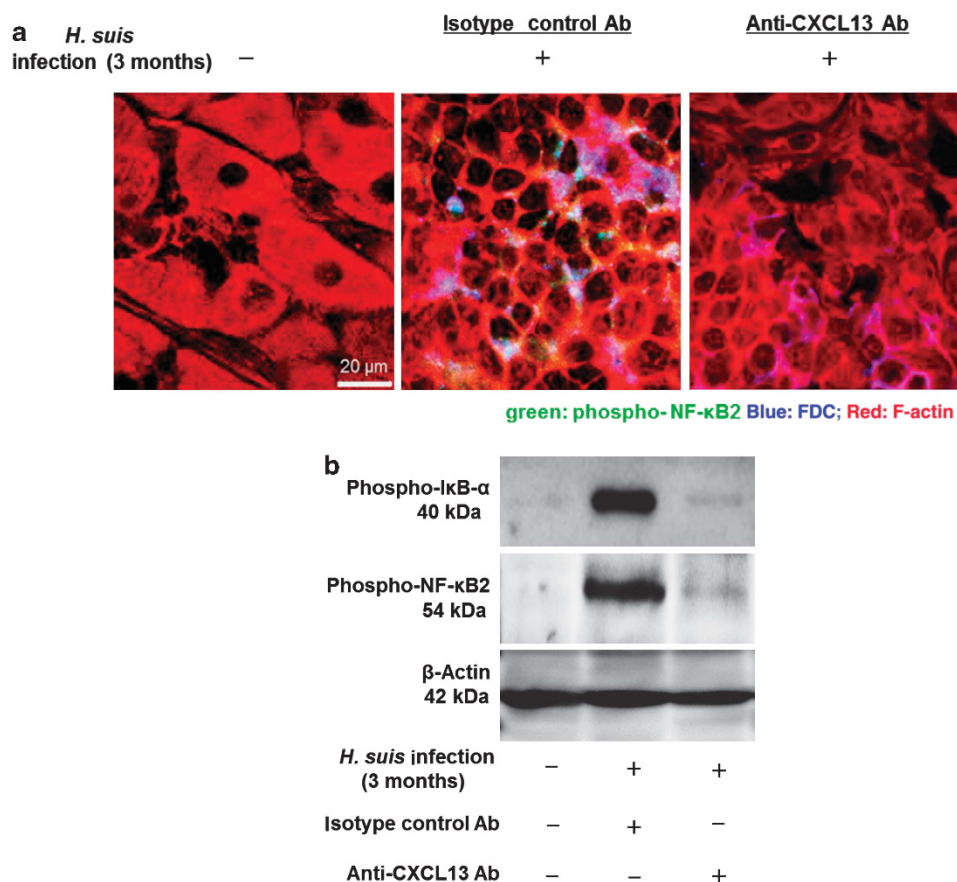 a H. suis
infection (3 months) – 
Isotype control Ab
+
Anti-CXCL13 Ab
+
20 µm
green: phospho-NF-κB2 Blue: FDC; Red: F-actin
b
Phospho-IκB-α
40 kDa
Phospho-NF-κB2
54 kDa
β-Actin
42 kDa
H. suis infection
(3 months) – + +
Isotype control Ab – + –
Anti-CXCL13 Ab – – +